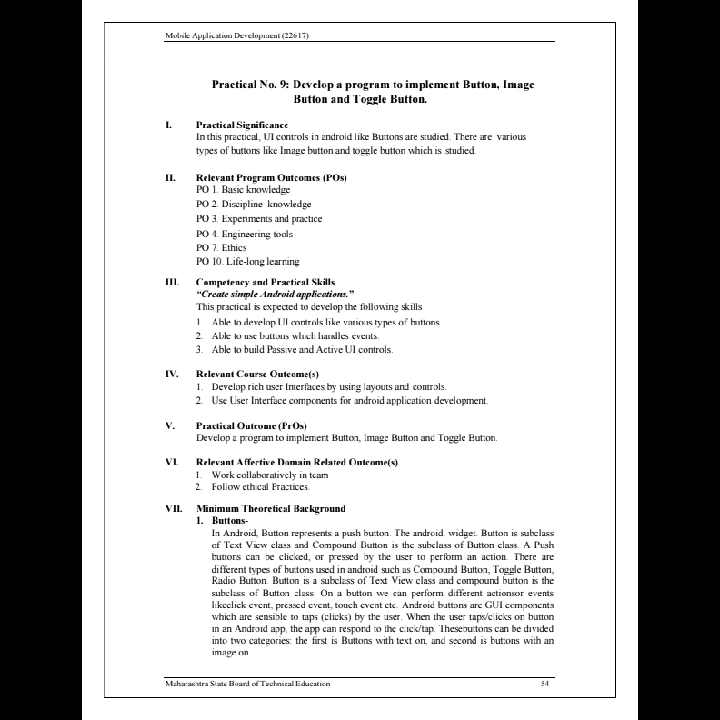 Mobile Application Development (22617)
Practical No. 9: Develop a program to implement Button, Image
Button and Toggle Button.
I. Practical Significance
In this practical, UI controls in android like Buttons are studied. There are various
types of buttons like Image button and toggle button which is studied.
II. Relevant Program Outcomes (POs)
PO 1. Basic knowledge
PO 2. Discipline knowledge
PO 3. Experiments and practice
PO 4. Engineering tools
PO 7. Ethics
PO 10. Life-long learning
III. Competency and Practical Skills
“Create simple Android applications.”
This practical is expected to develop the following skills
1. Able to develop UI controls like various types of buttons
2. Able to use buttons which handles events.
3. Able to build Passive and Active UI controls.
IV. Relevant Course Outcome(s)
1. Develop rich user Interfaces by using layouts and controls.
2. Use User Interface components for android application development.
V. Practical Outcome (PrOs)
Develop a program to implement Button, Image Button and Toggle Button.
VI. Relevant Affective Domain Related Outcome(s)
1. Work collaboratively in team
2. Follow ethical Practices.
VII. Minimum Theoretical Background
1. Buttons-
In Android, Button represents a push button. The android. widget. Button is subclass
of Text View class and Compound Button is the subclass of Button class. A Push
buttons can be clicked, or pressed by the user to perform an action. There are
different types of buttons used in android such as Compound Button, Toggle Button,
Radio Button. Button is a subclass of Text View class and compound button is the
subclass of Button class. On a button we can perform different actionsor events
likeclick event, pressed event, touch event etc. Android buttons are GUI components
which are sensible to taps (clicks) by the user. When the user taps/clicks on button
in an Android app, the app can respond to the click/tap. Thesebuttons can be divided
into two categories: the first is Buttons with text on, and second is buttons with an
image on
Maharashtra State Board of Technical Education 54